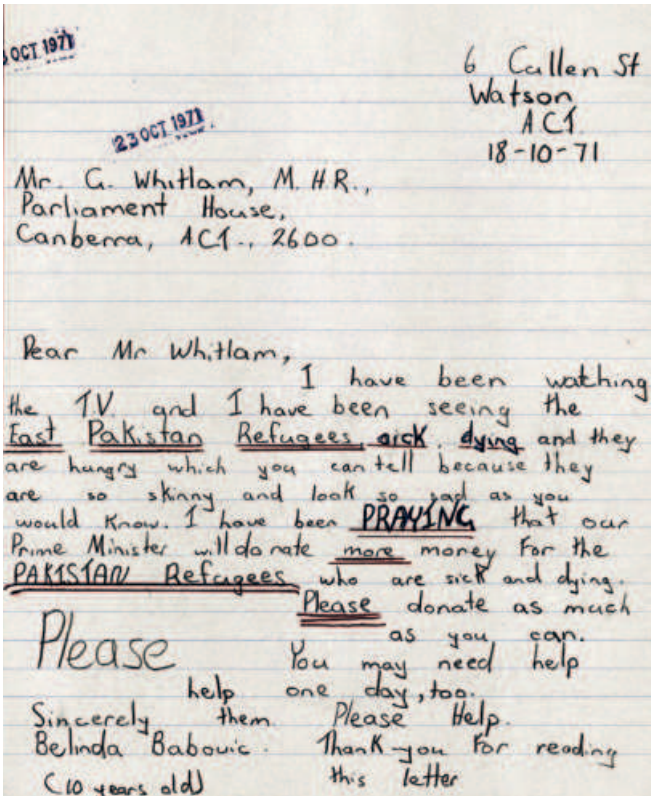 OCT 1971
23 OCT 1971
6 Cullen St
Watson
ACT.
18-10-71
Mr. G. Whitlam, M.H.R.,
Parliament House,
Canberra, ACT., 2600.
Dear Mr Whitlam,
I have been watching
the T.V. and I have been seeing the
East Pakistan Refugees, sick, dying and they
are hungry which you can tell because they
are so skinny and look so sad as you
would know. I have been PRAYING that our
Prime Minister will donate more money for the
PAKISTAN Refugees who are sick and dying.
Please donate as much
as you can.
Please You may need help
help one day, too.
Sincerely them. Please Help.
Belinda Babovic. Thank-you for reading
(10 years old) this letter